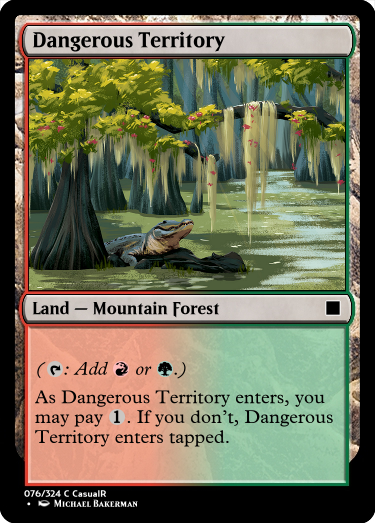 Dangerous Territory
Land — Mountain Forest
( : Add or .)
As Dangerous Territory enters, you
may pay 1. If you don't, Dangerous
Territory enters tapped.
076/324 C CasualR
• Michael Bakerman